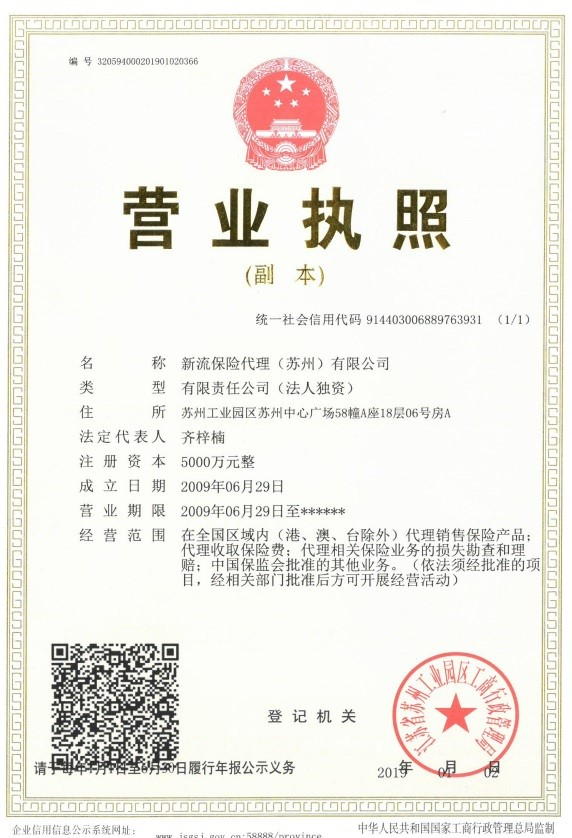 编 号 320594000201901020366
营业执照
(副 本)
统一社会信用代码 914403006889763931 （1/1）
名 称 新流保险代理（苏州）有限公司
类 型 有限责任公司（法人独资）
住 所 苏州工业园区苏州中心广场58幢A座18层06号房A
法定代表人 齐梓楠
注册资本 5000万元整
成立日期 2009年06月29日
营业期限 2009年06月29日至******
经营范围 在全国区域内（港、澳、台除外）代理销售保险产品；
代理收取保险费；代理相关保险业务的损失勘查和理
赔；中国保监会批准的其他业务。（依法须经批准的项
目，经相关部门批准后方可开展经营活动）
江苏省苏州工业园区工商行政管理局
登记机关
请于每年1月1日至6月30日履行年报公示义务
2019 年 01 月 02 日
企业信用信息公示系统网址：
www.jsgsj.gov.cn:58888/province
中华人民共和国国家工商行政管理总局监制